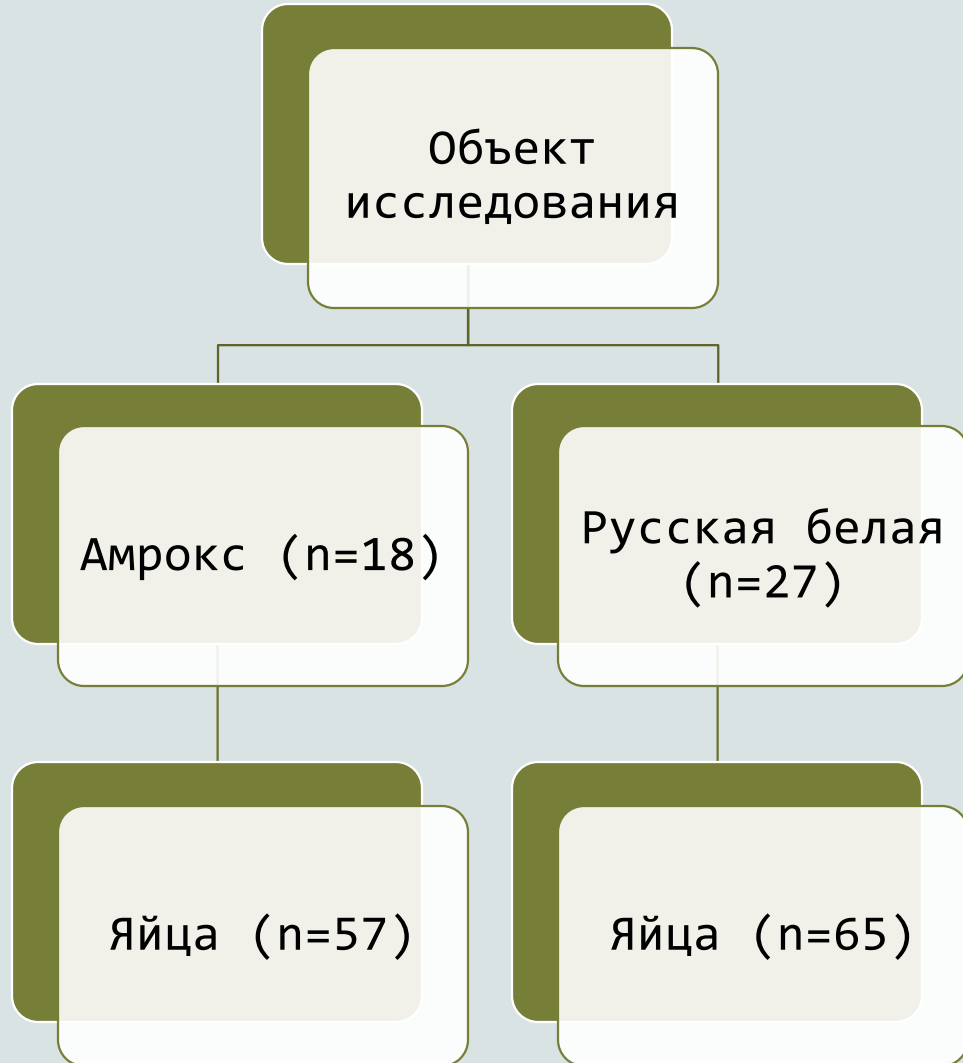 Объект
исследования
Амрокс (n=18)
Русская белая
(n=27)
Яйца (n=57)
Яйца (n=65)